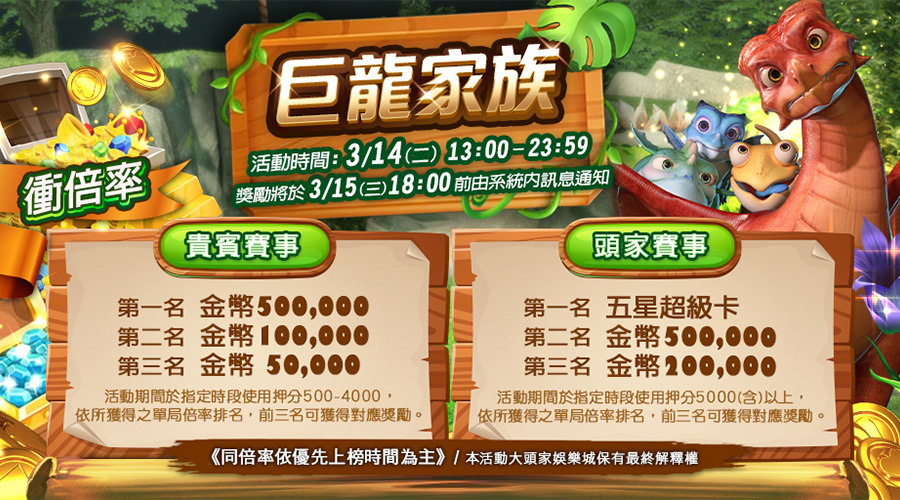 巨龍家族
活動時間：3/14(二) 13:00-23:59
獎勵將於 3/15(三)18:00 前由系統內訊息通知
衝倍率
貴賓賽事
第一名 金幣500,000
第二名 金幣100,000
第三名 金幣 50,000
活動期間於指定時段使用押分500-4000，
依所獲得之單局倍率排名，前三名可獲得對應獎勵。
頭家賽事
第一名 五星超級卡
第二名 金幣500,000
第三名 金幣200,000
活動期間於指定時段使用押分5000(含)以上，
依所獲得之單局倍率排名，前三名可獲得對應獎勵。
《同倍率依優先上榜時間為主》/ 本活動大頭家娛樂城保有最終解釋權